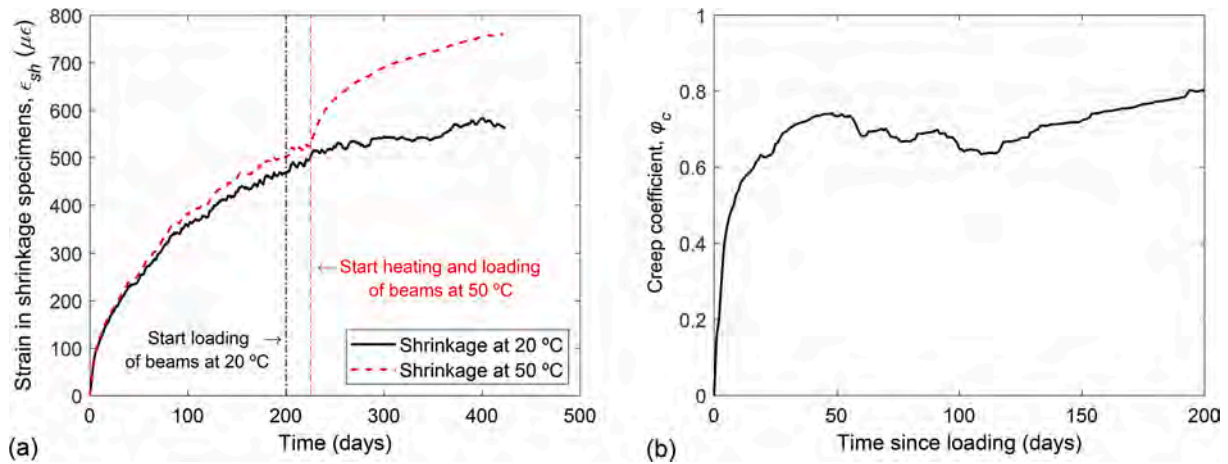 800
700
600
500
400
300
200
100
0
Strain in shrinkage specimens, ϵsh (μϵ)
Start heating and loading
of beams at 50 ºC
Start loading
of beams at 20 ºC
Shrinkage at 20 ºC
Shrinkage at 50 ºC
0 100 200 300 400 500
Time (days)
(a)
1
0.8
0.6
0.4
0.2
0
Creep coefficient, φc
0 50 100 150 200
Time since loading (days)
(b)